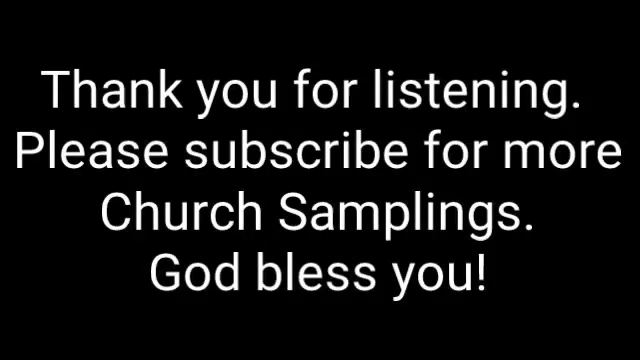 Thank you for listening.
Please subscribe for more
Church Samplings.
God bless you!